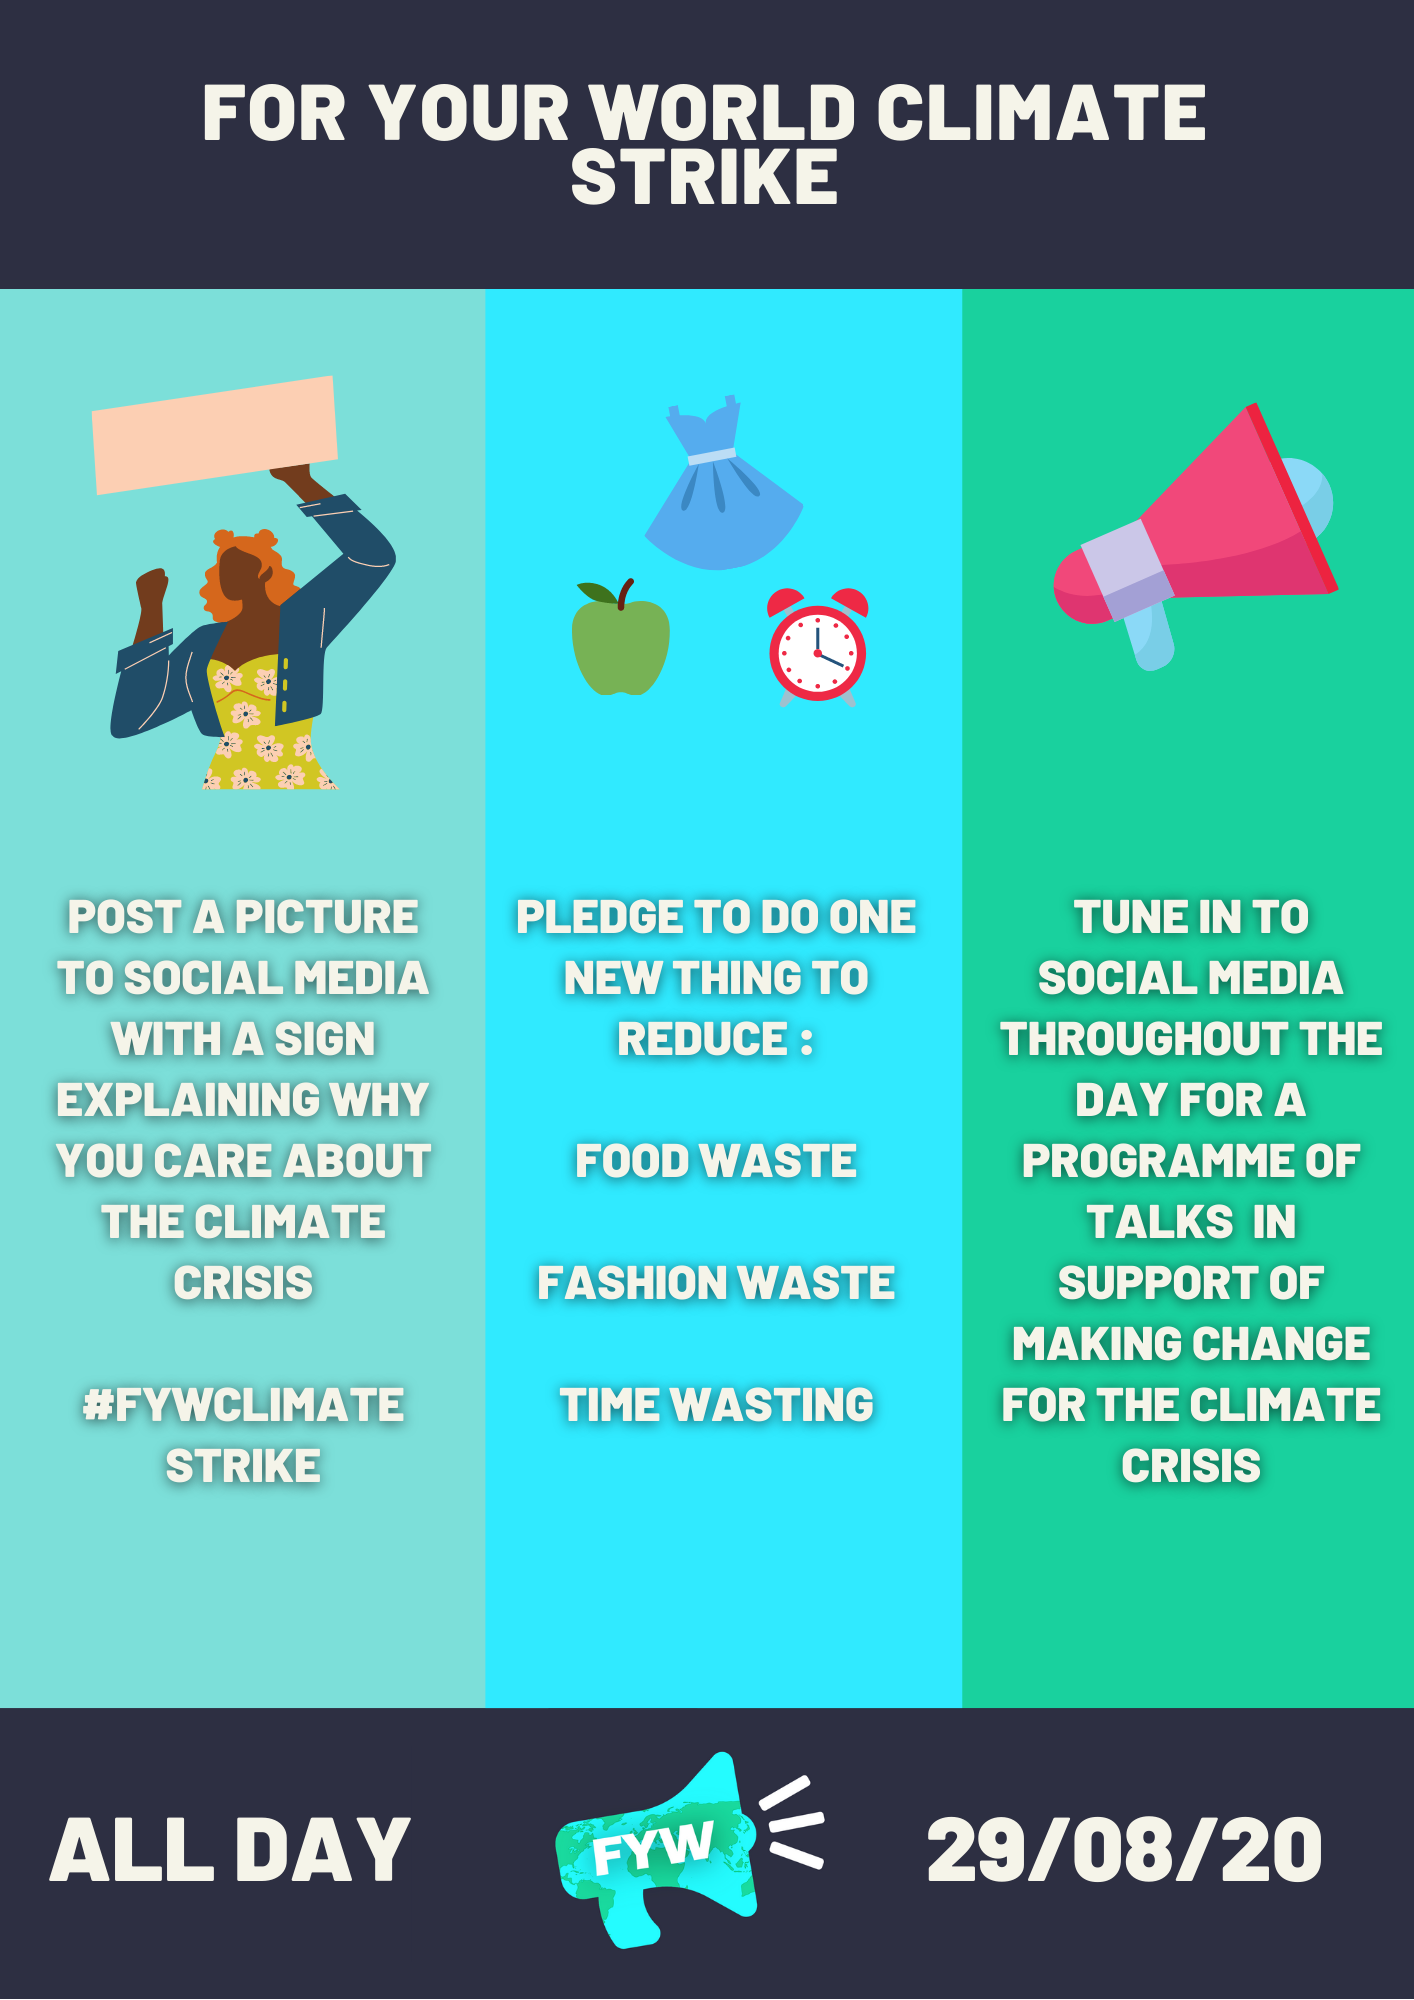 FOR YOUR WORLD CLIMATE
STRIKE
POST A PICTURE
TO SOCIAL MEDIA
WITH A SIGN
EXPLAINING WHY
YOU CARE ABOUT
THE CLIMATE
CRISIS
#FYWCLIMATE
STRIKE
PLEDGE TO DO ONE
NEW THING TO
REDUCE :
FOOD WASTE
FASHION WASTE
TIME WASTING
TUNE IN TO
SOCIAL MEDIA
THROUGHOUT THE
DAY FOR A
PROGRAMME OF
TALKS IN
SUPPORT OF
MAKING CHANGE
FOR THE CLIMATE
CRISIS
ALL DAY
FYW
29/08/20